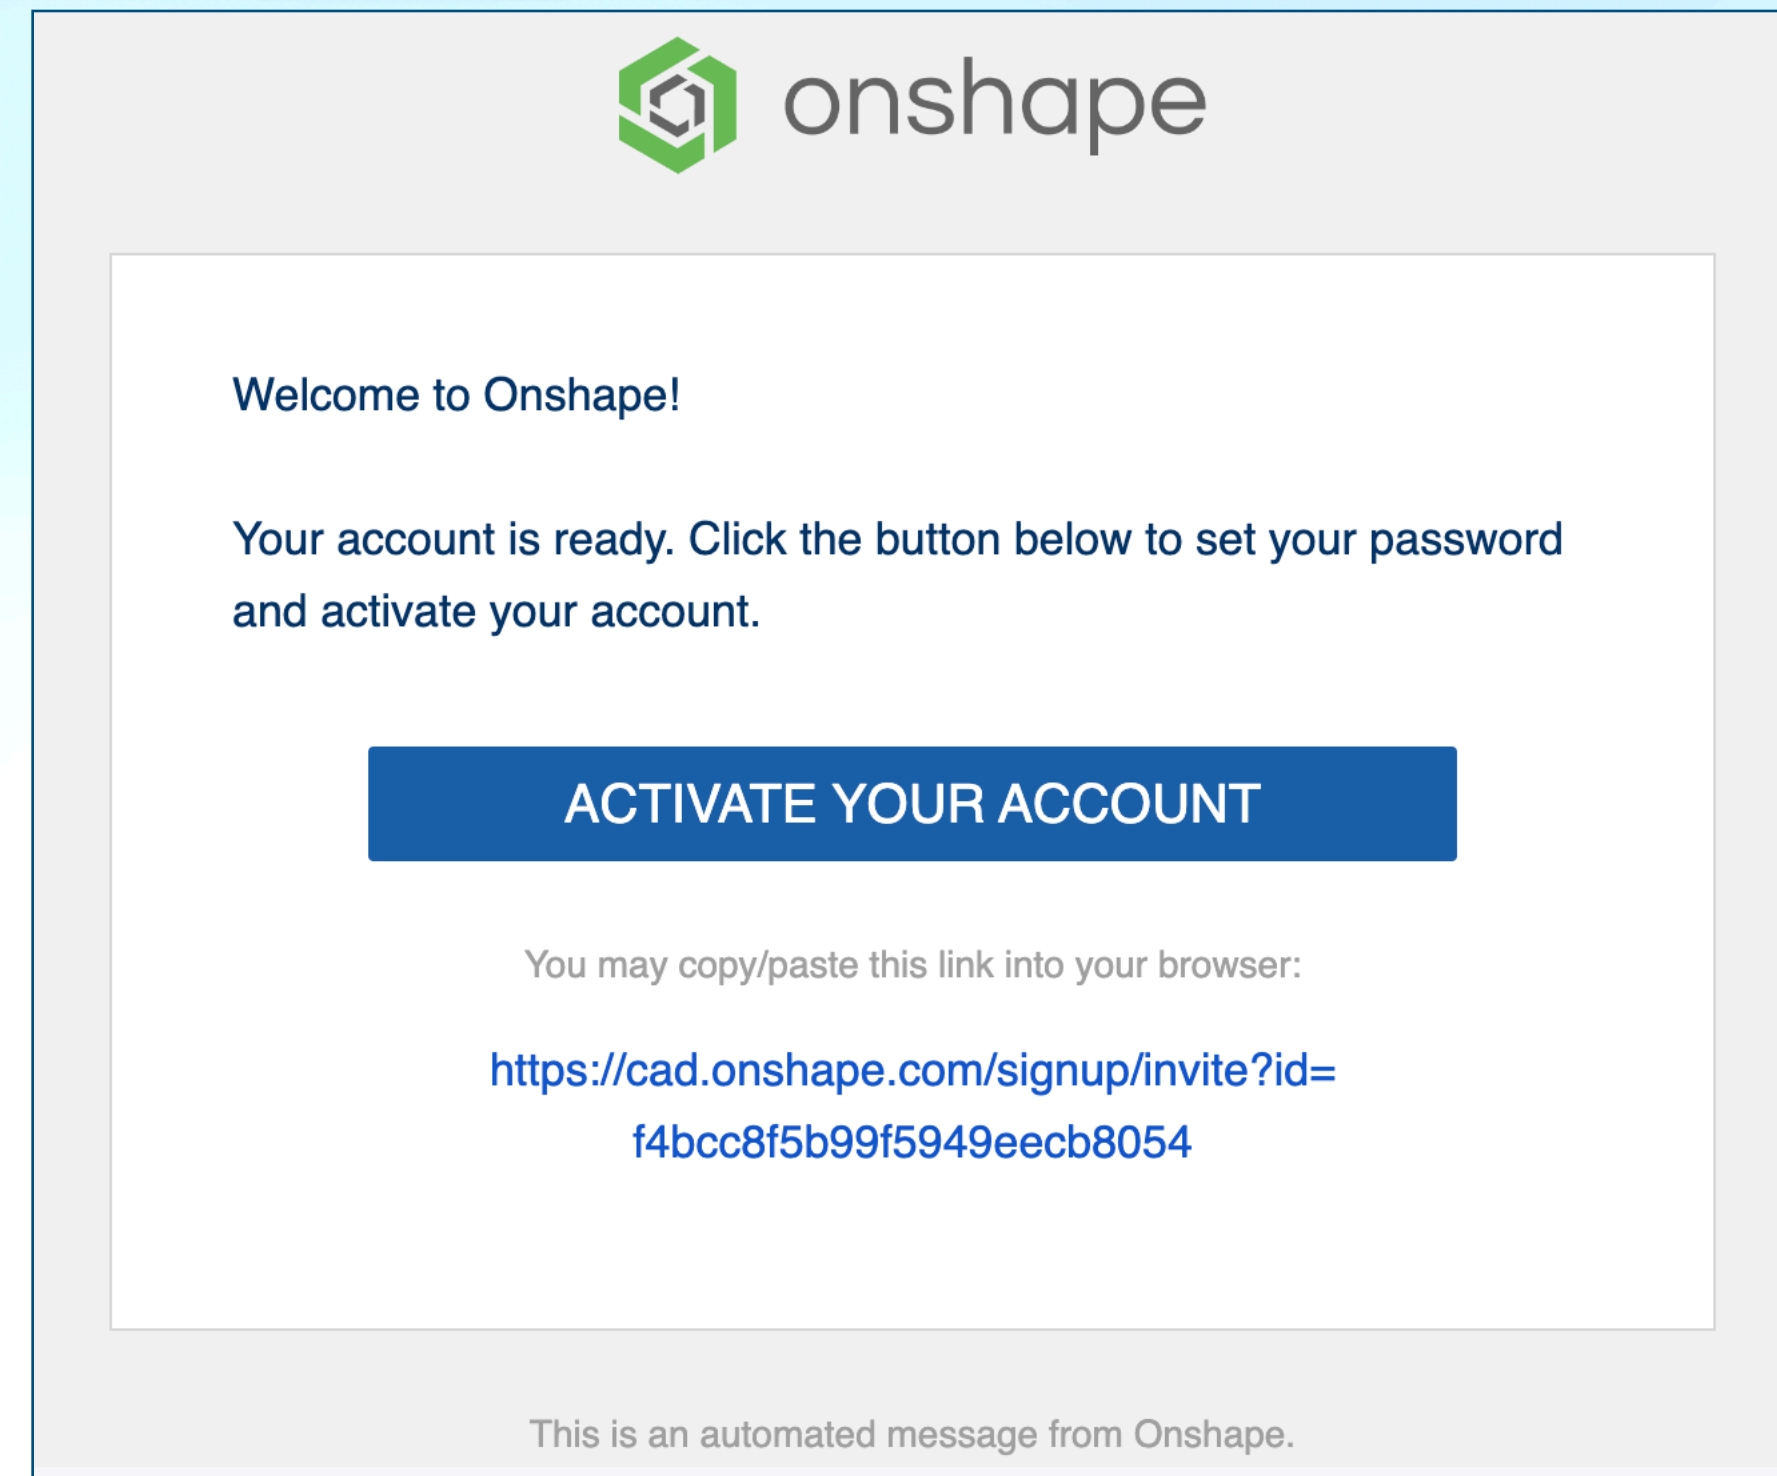 onshape
Welcome to Onshape!
Your account is ready. Click the button below to set your password
and activate your account.
ACTIVATE YOUR ACCOUNT
You may copy/paste this link into your browser:
https://cad.onshape.com/signup/invite?id=
f4bcc8f5b99f5949eecb8054
This is an automated message from Onshape.